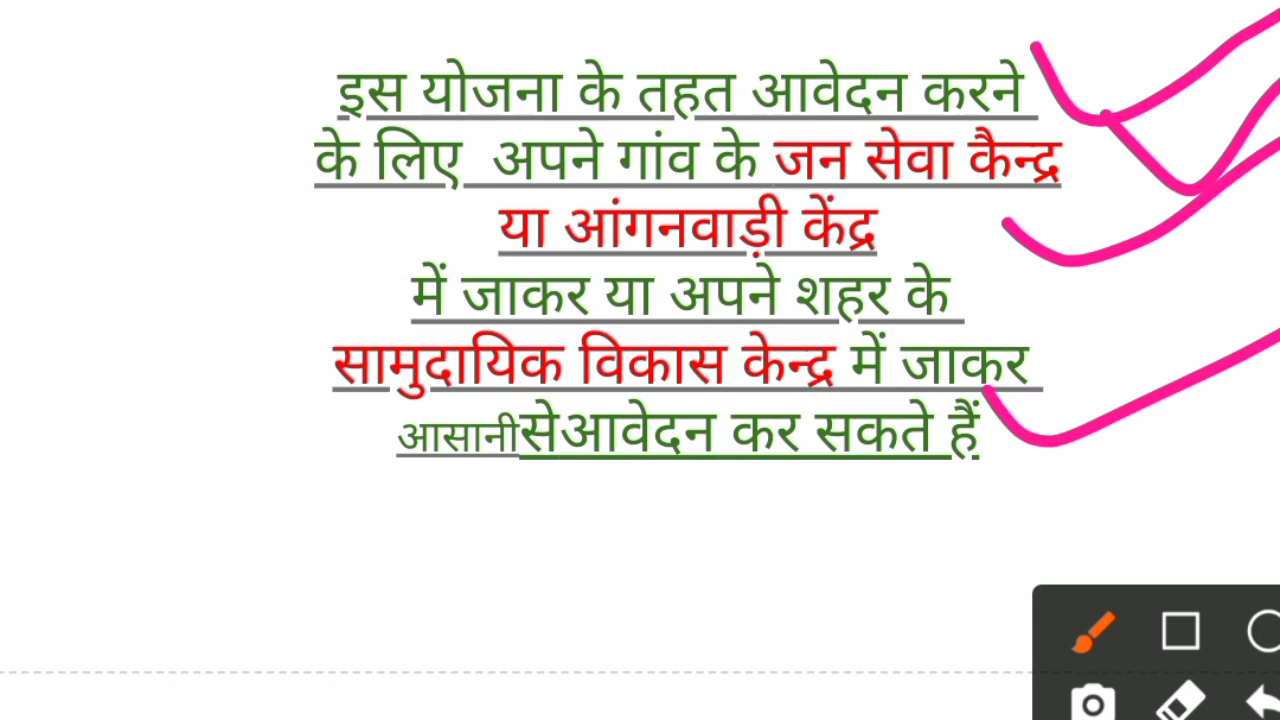 इस योजना के तहत आवेदन करने
के लिए अपने गांव के जन सेवा कैन्द्र
या आंगनवाड़ी केंद्र
में जाकर या अपने शहर के
सामुदायिक विकास केन्द्र में जाकर
आसानीसेआवेदन कर सकते हैं